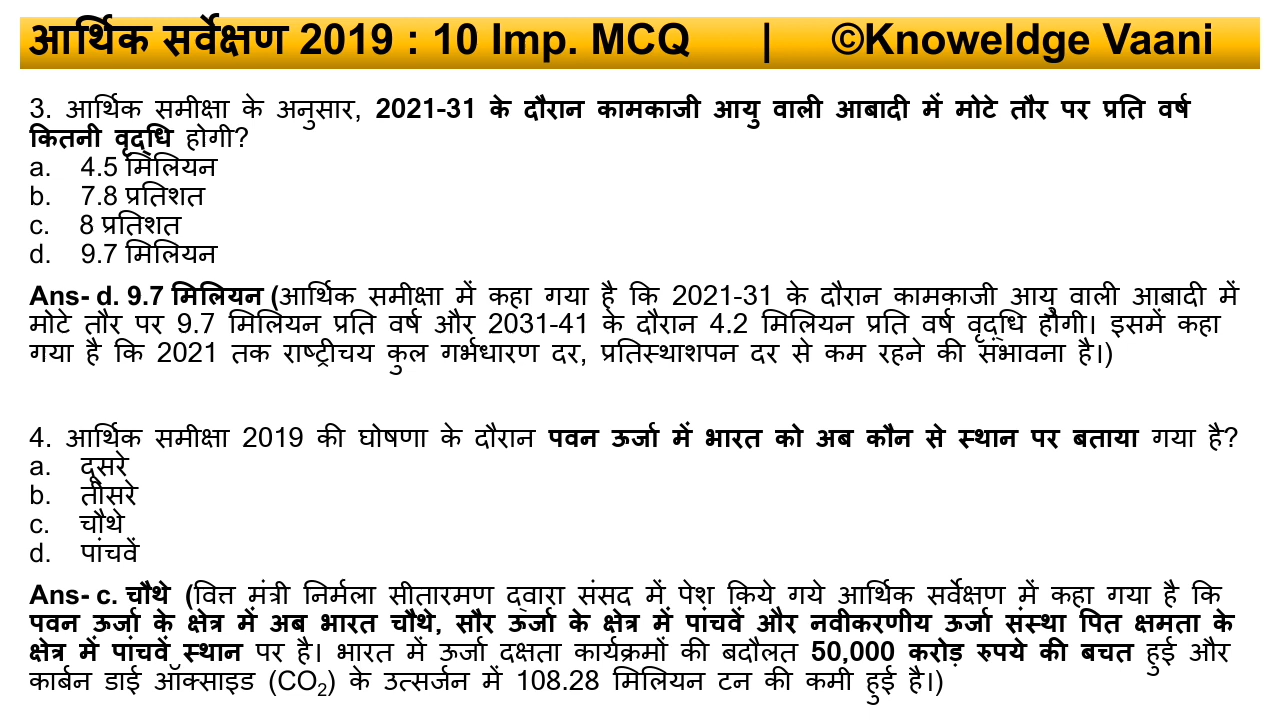 आर्थिक सर्वेक्षण 2019 : 10 Imp. MCQ | ©Knoweldge Vaani
3. आर्थिक समीक्षा के अनुसार, 2021-31 के दौरान कामकाजी आयु वाली आबादी में मोटे तौर पर प्रति वर्ष
कितनी वृद्धि होगी?
a. 4.5 मिलियन
b. 7.8 प्रतिशत
c. 8 प्रतिशत
d. 9.7 मिलियन
Ans- d. 9.7 मिलियन (आर्थिक समीक्षा में कहा गया है कि 2021-31 के दौरान कामकाजी आयु वाली आबादी में
मोटे तौर पर 9.7 मिलियन प्रति वर्ष और 2031-41 के दौरान 4.2 मिलियन प्रति वर्ष वृद्धि होगी। इसमें कहा
गया है कि 2021 तक राष्ट्रीचय कुल गर्भधारण दर, प्रतिस्थाशपन दर से कम रहने की संभावना है।)
4. आर्थिक समीक्षा 2019 की घोषणा के दौरान पवन ऊर्जा में भारत को अब कौन से स्थान पर बताया गया है?
a. दूसरे
b. तीसरे
c. चौथे
d. पांचवें
Ans- c. चौथे (वित्त मंत्री निर्मला सीतारमण द्वारा संसद में पेश किये गये आर्थिक सर्वेक्षण में कहा गया है कि
पवन ऊर्जा के क्षेत्र में अब भारत चौथे, सौर ऊर्जा के क्षेत्र में पांचवें और नवीकरणीय ऊर्जा संस्था पित क्षमता के
क्षेत्र में पांचवें स्थान पर है। भारत में ऊर्जा दक्षता कार्यक्रमों की बदौलत 50,000 करोड़ रुपये की बचत हुई और
कार्बन डाई ऑक्साइड (CO₂) के उत्सर्जन में 108.28 मिलियन टन की कमी हुई है।)